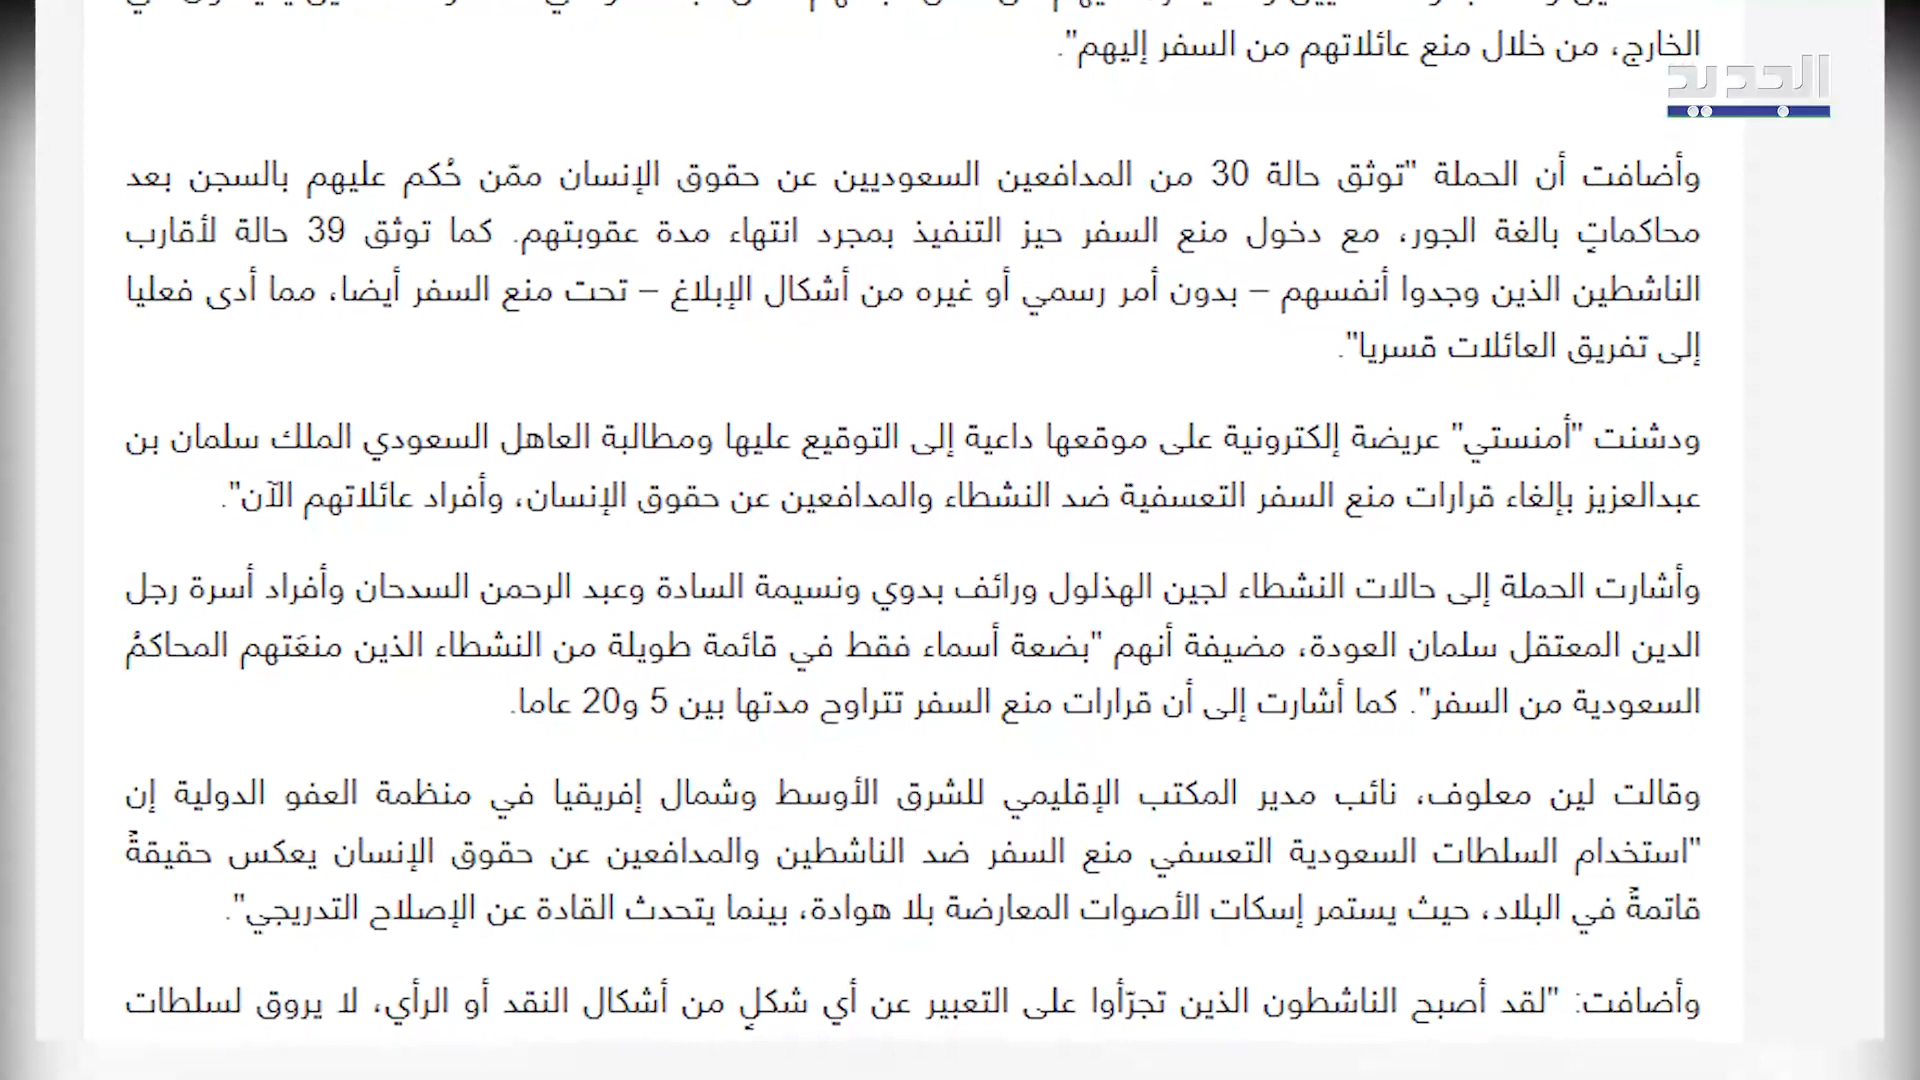 الخارج، من خلال منع عائلاتهم من السفر إليهم".
الجديد
وأضافت أن الحملة "توثق حالة 30 من المدافعين السعوديين عن حقوق الإنسان ممّن حُكم عليهم بالسجن بعد
محاكماتٍ بالغة الجور، مع دخول منع السفر حيز التنفيذ بمجرد انتهاء مدة عقوبتهم. كما توثق 39 حالة لأقارب
الناشطين الذين وجدوا أنفسهم – بدون أمر رسمي أو غيره من أشكال الإبلاغ – تحت منع السفر أيضا، مما أدى فعليا
إلى تفريق العائلات قسريا".
ودشنت "أمنستي" عريضة إلكترونية على موقعها داعية إلى التوقيع عليها ومطالبة العاهل السعودي الملك سلمان بن
عبدالعزيز بإلغاء قرارات منع السفر التعسفية ضد النشطاء والمدافعين عن حقوق الإنسان، وأفراد عائلاتهم الآن".
وأشارت الحملة إلى حالات النشطاء لجين الهذلول ورائف بدوي ونسيمة السادة وعبد الرحمن السدحان وأفراد أسرة رجل
الدين المعتقل سلمان العودة، مضيفة أنهم "بضعة أسماء فقط في قائمة طويلة من النشطاء الذين منعَتهم المحاكمُ
السعودية من السفر". كما أشارت إلى أن قرارات منع السفر تتراوح مدتها بين 5 و20 عاما.
وقالت لين معلوف، نائب مدير المكتب الإقليمي للشرق الأوسط وشمال إفريقيا في منظمة العفو الدولية إن
"استخدام السلطات السعودية التعسفي منع السفر ضد الناشطين والمدافعين عن حقوق الإنسان يعكس حقيقةً
قاتمةً في البلاد، حيث يستمر إسكات الأصوات المعارضة بلا هوادة، بينما يتحدث القادة عن الإصلاح التدريجي".
وأضافت: "لقد أصبح الناشطون الذين تجرّأوا على التعبير عن أي شكلٍ من أشكال النقد أو الرأي، لا يروق لسلطات